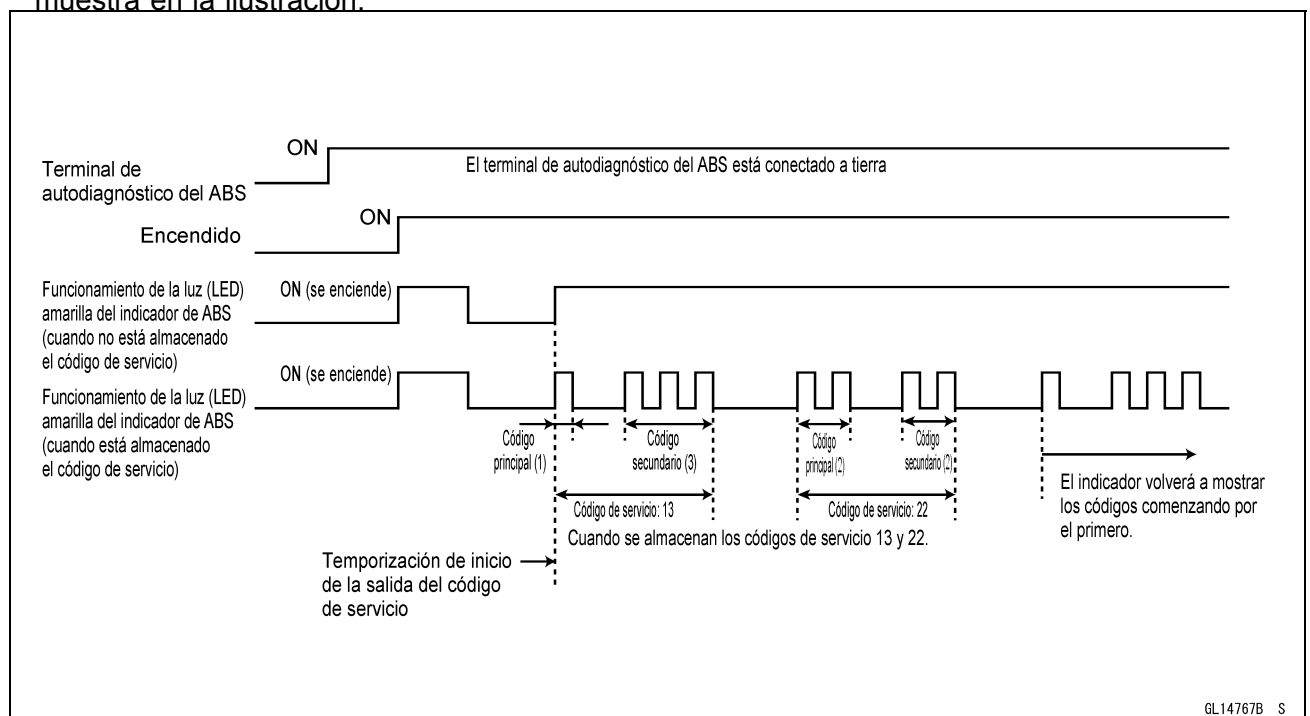 muestra en la ilustración.
ON
Terminal de
autodiagnóstico del ABS
El terminal de autodiagnóstico del ABS está conectado a tierra
ON
Encendido
Funcionamiento de la luz (LED)
amarilla del indicador de ABS
(cuando no está almacenado
el código de servicio)
ON (se enciende)
ON (se enciende)
Funcionamiento de la luz (LED)
amarilla del indicador de ABS
(cuando está almacenado
el código de servicio)
Código
principal (1)
Código
secundario (3)
Código
principal (2)
Código
secundario (2)
Código de servicio: 13
Código de servicio: 22
Cuando se almacenan los códigos de servicio 13 y 22.
El indicador volverá a mostrar
los códigos comenzando por
el primero.
Temporización de inicio
de la salida del código
de servicio
GL14767B S